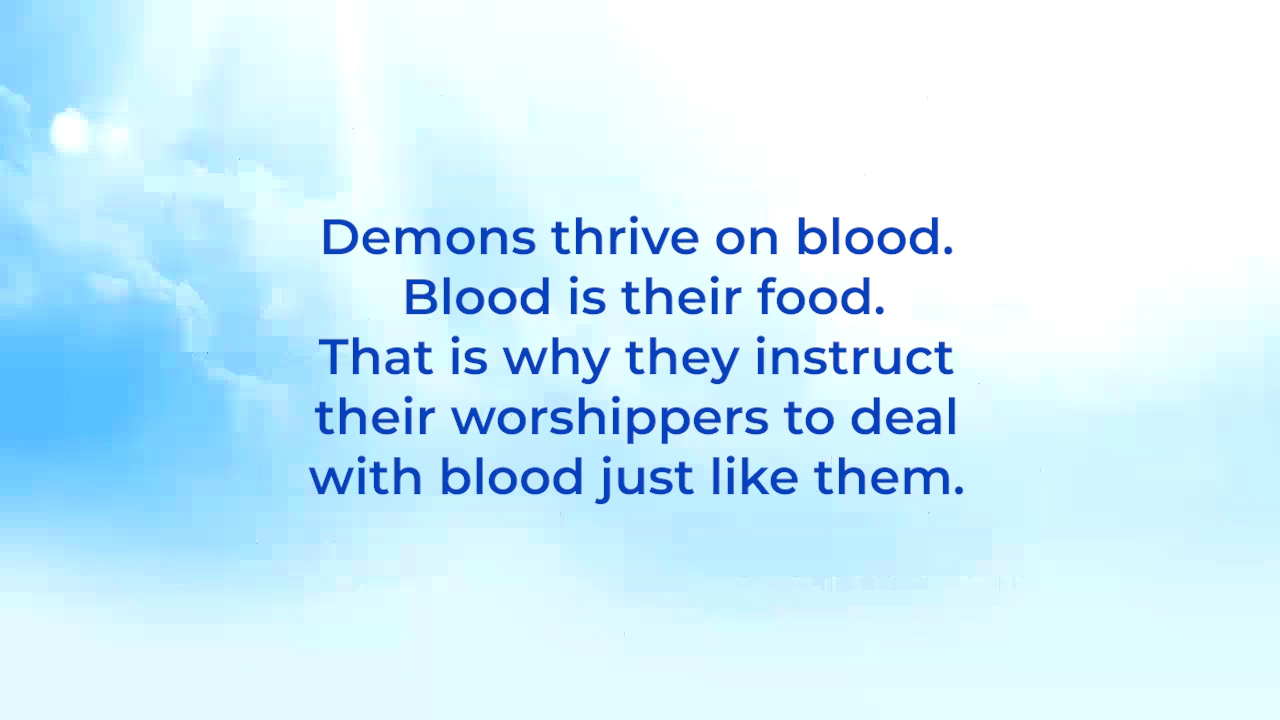 Demons thrive on blood.
Blood is their food.
That is why they instruct
their worshippers to deal
with blood just like them.